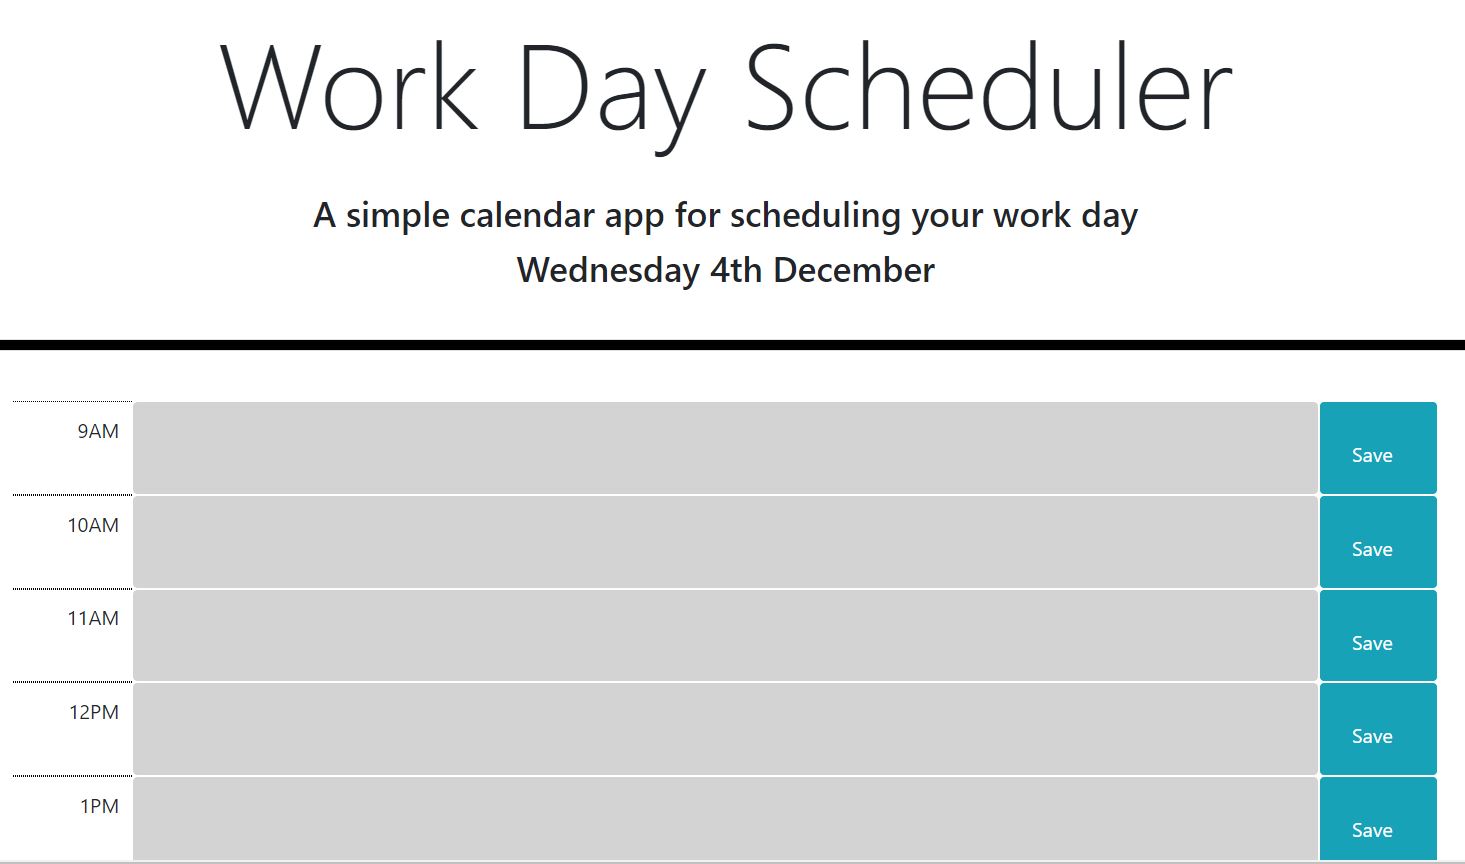 Work Day Scheduler
A simple calendar app for scheduling your work day
Wednesday 4th December
9AM
Save
10AM
Save
11AM
Save
12PM
Save
1PM
Save